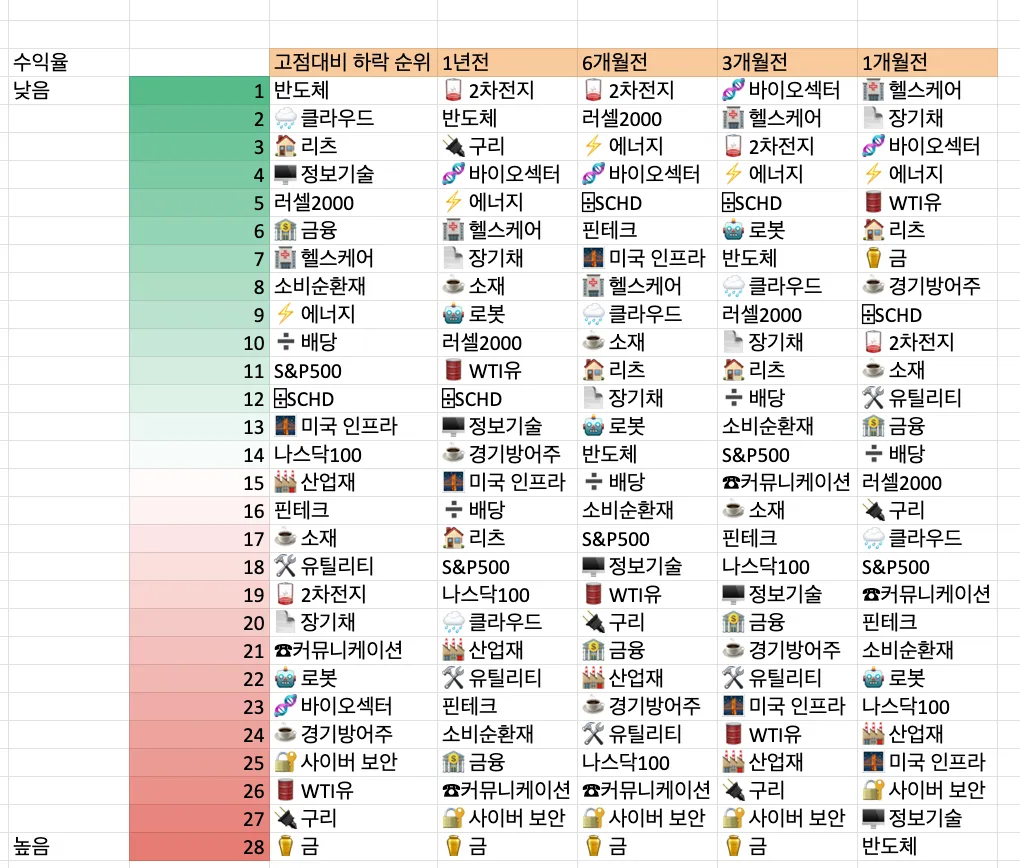 수익율 고점대비 하락 순위 1년전 6개월전 3개월전 1개월전
낮음 1 반도체 🪫 2차전지 🪫 2차전지 🧬 바이오섹터 🏥 헬스케어
2 🌧 클라우드 반도체 러셀2000 🏥 헬스케어 장기채
3 🏠 리츠 🔌 구리 ⚡ 에너지 🪫 2차전지 🧬 바이오섹터
4 🖥 정보기술 🧬 바이오섹터 🧬 바이오섹터 ⚡ 에너지 ⚡ 에너지
5 러셀2000 ⚡ 에너지 SCHD SCHD 🛢 WTI유
6 🏦 금융 🏥 헬스케어 핀테크 🤖 로봇 🏠 리츠
7 🏥 헬스케어 장기채 🌉 미국 인프라 반도체 ⚱ 금
8 소비순환재 ☕ 소재 🏥 헬스케어 🌧 클라우드 ☕ 경기방어주
9 ⚡ 에너지 🤖 로봇 🌧 클라우드 러셀2000 SCHD
10 ➗ 배당 러셀2000 ☕ 소재 장기채 🪫 2차전지
11 S&P500 🛢 WTI유 🏠 리츠 🏠 리츠 ☕ 소재
12 SCHD SCHD 장기채 ➗ 배당 🛠 유틸리티
13 🌉 미국 인프라 🖥 정보기술 🤖 로봇 소비순환재 🏦 금융
14 나스닥100 ☕ 경기방어주 반도체 S&P500 ➗ 배당
15 🏭 산업재 🌉 미국 인프라 ➗ 배당 ☎커뮤니케이션 러셀2000
16 핀테크 ➗ 배당 소비순환재 ☕ 소재 🔌 구리
17 ☕ 소재 🏠 리츠 S&P500 핀테크 🌧 클라우드
18 🛠 유틸리티 S&P500 🖥 정보기술 나스닥100 S&P500
19 🪫 2차전지 나스닥100 🛢 WTI유 🖥 정보기술 ☎커뮤니케이션
20 장기채 🌧 클라우드 🔌 구리 🏦 금융 핀테크
21 ☎커뮤니케이션 🏭 산업재 🏦 금융 ☕ 경기방어주 소비순환재
22 🤖 로봇 🛠 유틸리티 🏭 산업재 🛠 유틸리티 🤖 로봇
23 🧬 바이오섹터 핀테크 ☕ 경기방어주 🌉 미국 인프라 나스닥100
24 ☕ 경기방어주 소비순환재 🛠 유틸리티 🛢 WTI유 🏭 산업재
25 🔐 사이버 보안 🏦 금융 나스닥100 🏭 산업재 🌉 미국 인프라
26 🛢 WTI유 ☎커뮤니케이션 ☎커뮤니케이션 🔌 구리 🔐 사이버 보안
27 🔌 구리 🔐 사이버 보안 🔐 사이버 보안 🔐 사이버 보안 🖥 정보기술
높음 28 ⚱ 금 ⚱ 금 ⚱ 금 ⚱ 금 반도체